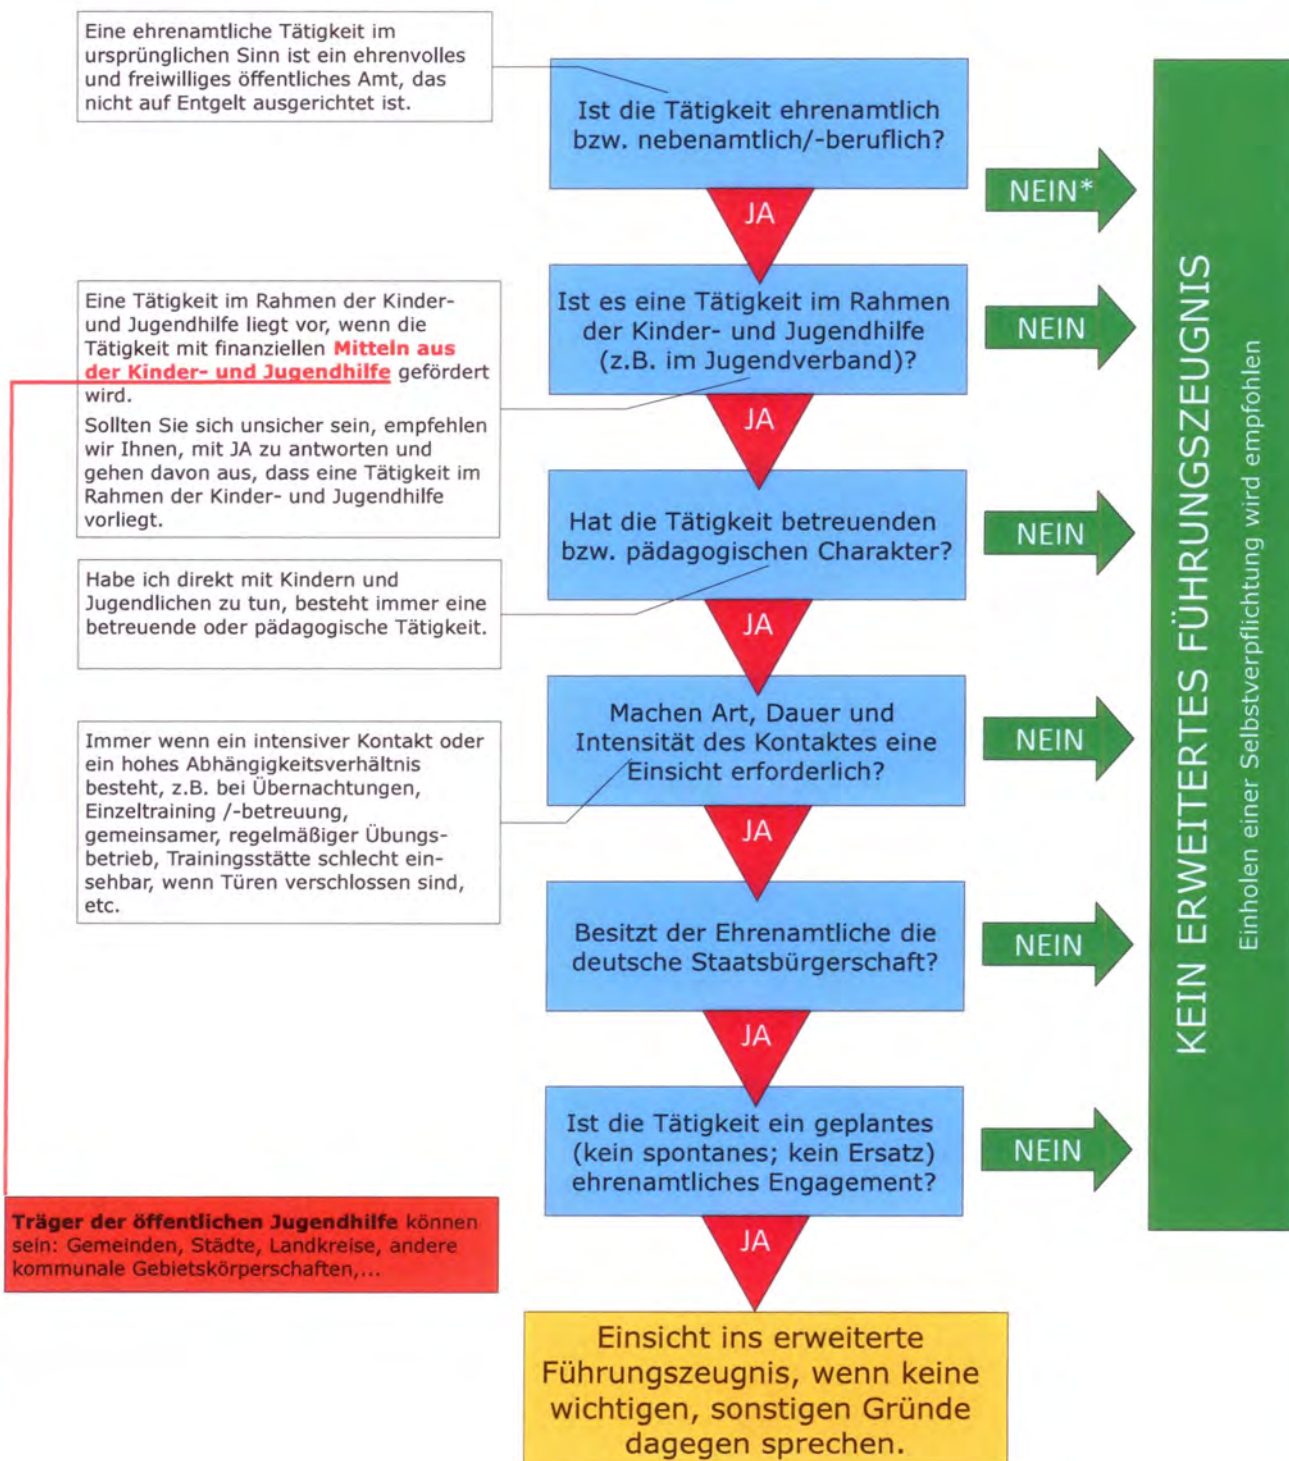 Eine ehrenamtliche Tätigkeit im
ursprünglichen Sinn ist ein ehrenvolles
und freiwilliges öffentliches Amt, das
nicht auf Entgelt ausgerichtet ist.
Ist die Tätigkeit ehrenamtlich
bzw. nebenamtlich/-beruflich?
NEIN*
JA
Eine Tätigkeit im Rahmen der Kinder-
und Jugendhilfe liegt vor, wenn die
Tätigkeit mit finanziellen Mitteln aus
der Kinder- und Jugendhilfe gefördert
wird.
Sollten Sie sich unsicher sein, empfehlen
wir Ihnen, mit JA zu antworten und
gehen davon aus, dass eine Tätigkeit im
Rahmen der Kinder- und Jugendhilfe
vorliegt.
Ist es eine Tätigkeit im Rahmen
der Kinder- und Jugendhilfe
(z.B. im Jugendverband)?
NEIN
JA
Habe ich direkt mit Kindern und
Jugendlichen zu tun, besteht immer eine
betreuende oder pädagogische Tätigkeit.
Hat die Tätigkeit betreuenden
bzw. pädagogischen Charakter?
NEIN
JA
Immer wenn ein intensiver Kontakt oder
ein hohes Abhängigkeitsverhältnis
besteht, z.B. bei Übernachtungen,
Einzeltraining /-betreuung,
gemeinsamer, regelmäßiger Übungs-
betrieb, Trainingsstätte schlecht ein-
sehbar, wenn Türen verschlossen sind,
etc.
Machen Art, Dauer und
Intensität des Kontaktes eine
Einsicht erforderlich?
NEIN
JA
Besitzt der Ehrenamtliche die
deutsche Staatsbürgerschaft?
NEIN
JA
Ist die Tätigkeit ein geplantes
(kein spontanes; kein Ersatz)
ehrenamtliches Engagement?
NEIN
JA
Träger der öffentlichen Jugendhilfe können
sein: Gemeinden, Städte, Landkreise, andere
kommunale Gebietskörperschaften,...
Einsicht ins erweiterte
Führungszeugnis, wenn keine
wichtigen, sonstigen Gründe
dagegen sprechen.
KEIN ERWEITERTES FÜHRUNGSZEUGNIS
Einholen einer Selbstverpflichtung wird empfohlen